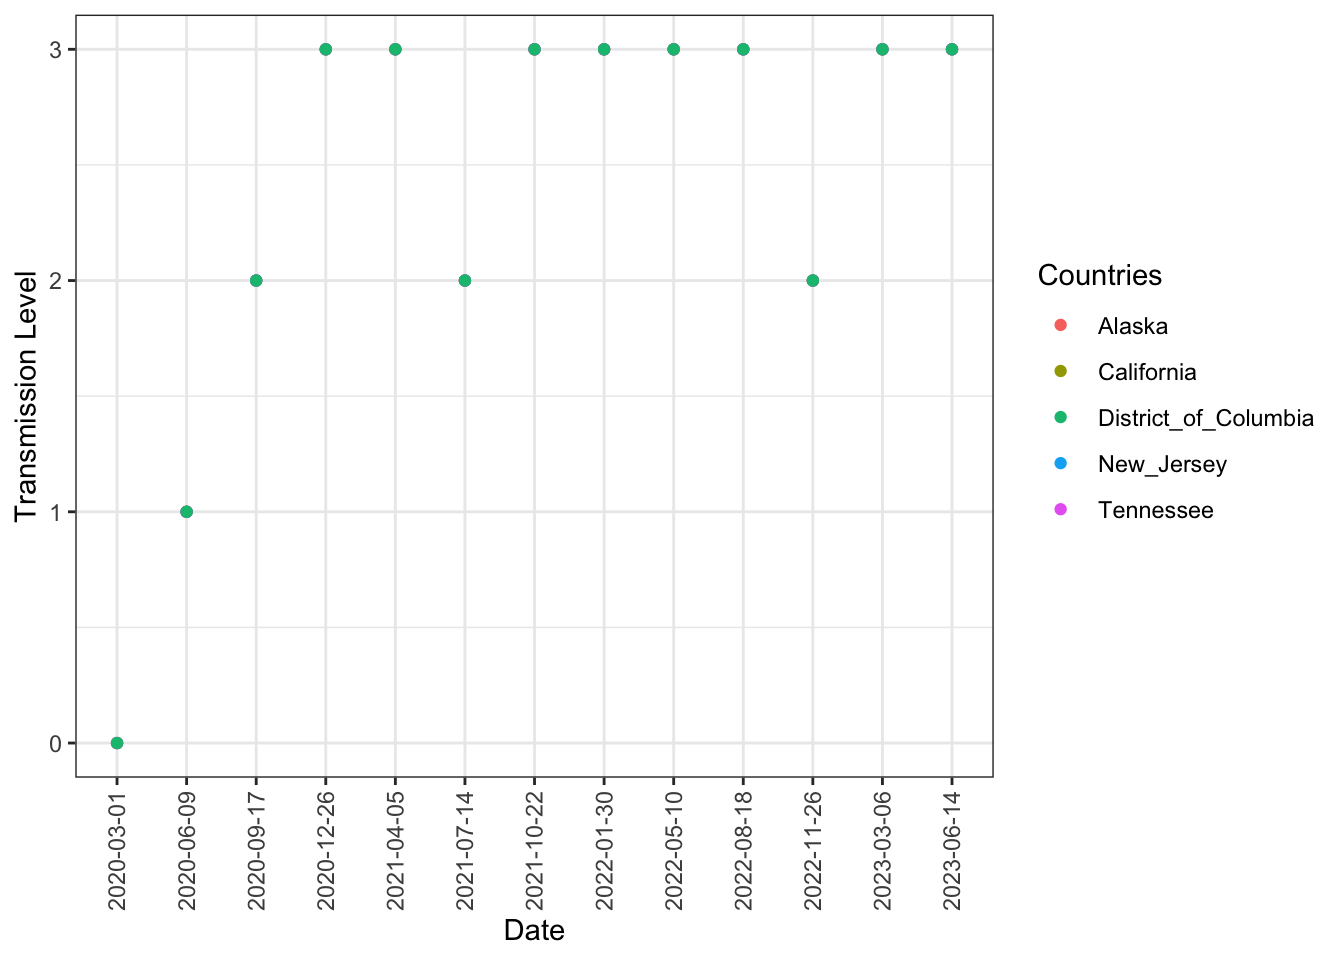 3
2
1
0
Transmission Level
2020-03-01
2020-06-09
2020-09-17
2020-12-26
2021-04-05
2021-07-14
2021-10-22
2022-01-30
2022-05-10
2022-08-18
2022-11-26
2023-03-06
2023-06-14
Date
Countries
Alaska
California
District_of_Columbia
New_Jersey
Tennessee